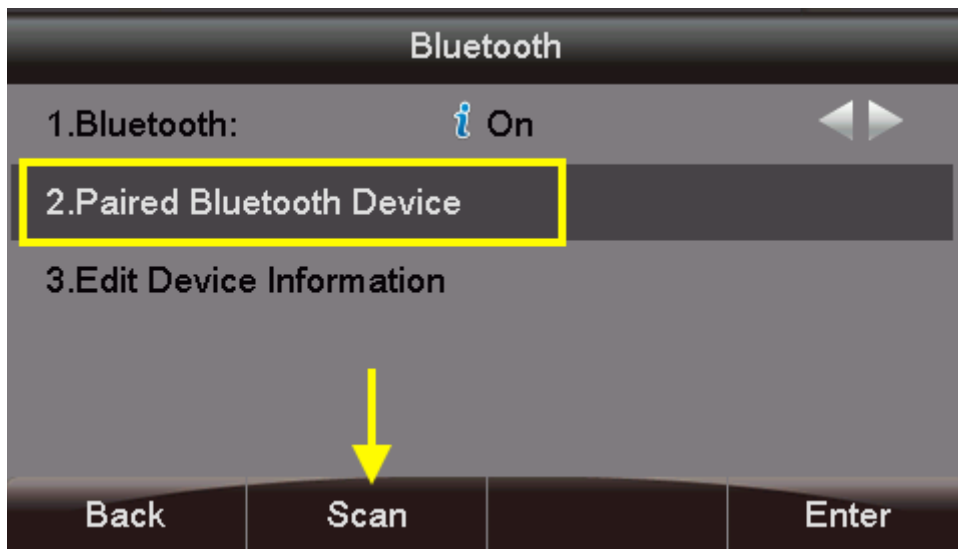 Bluetooth
1.Bluetooth: On
2.Paired Bluetooth Device
3.Edit Device Information
Back Scan Enter